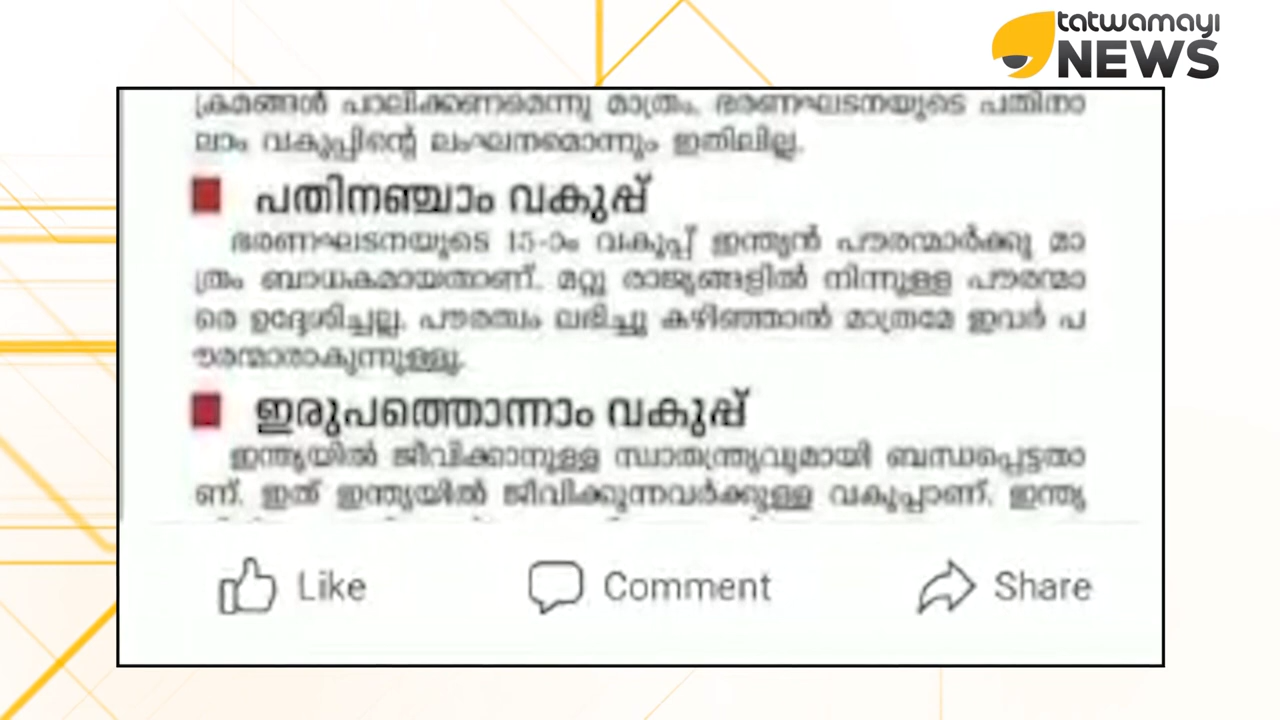 tatwamayi
NEWS
ക്രമങ്ങൾ പാലിക്കണമെന്നു മാത്രം. ഭരണഘടനയുടെ പതിനാ
ലാം വകുപ്പിന്റെ ലംഘനമൊന്നും ഇതിലില്ല.
പതിനഞ്ചാം വകുപ്പ്
ഭരണഘടനയുടെ 15-ാം വകുപ്പ് ഇന്ത്യൻ പൗരന്മാർക്കു മാ
ത്രം ബാധകമായതാണ്. മറ്റു രാജ്യങ്ങളിൽ നിന്നുള്ള പൗരന്മാ
രെ ഉദ്ദേശിച്ചല്ല. പൗരത്വം ലഭിച്ചു കഴിഞ്ഞാൽ മാത്രമേ ഇവർ പ
ൗരന്മാരാകുന്നുള്ളൂ.
ഇരുപത്തൊന്നാം വകുപ്പ്
ഇന്ത്യയിൽ ജീവിക്കാനുള്ള സ്വാതന്ത്ര്യവുമായി ബന്ധപ്പെട്ടതാ
ണ്. ഇത് ഇന്ത്യയിൽ ജീവിക്കുന്നവർക്കുള്ള വകുപ്പാണ്. ഇന്ത്യ
Like Comment Share